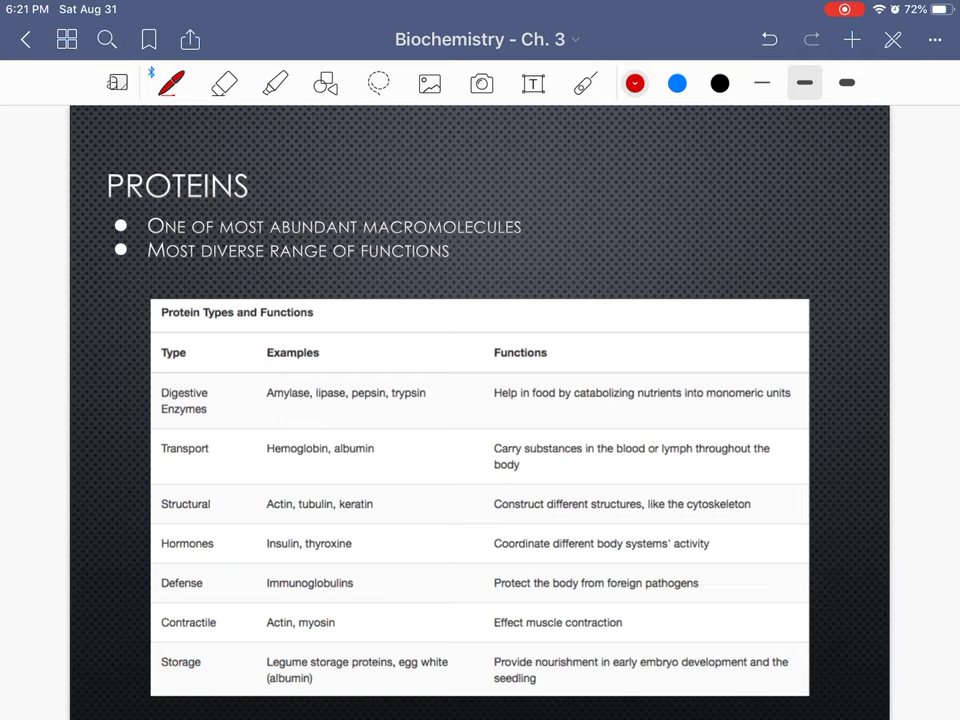 6:21 PM Sat Aug 31 72%
Biochemistry - Ch. 3
T
PROTEINS
ONE OF MOST ABUNDANT MACROMOLECULES
MOST DIVERSE RANGE OF FUNCTIONS
Protein Types and Functions
Type Examples Functions
Digestive Enzymes Amylase, lipase, pepsin, trypsin Help in food by catabolizing nutrients into monomeric units
Transport Hemoglobin, albumin Carry substances in the blood or lymph throughout the body
Structural Actin, tubulin, keratin Construct different structures, like the cytoskeleton
Hormones Insulin, thyroxine Coordinate different body systems' activity
Defense Immunoglobulins Protect the body from foreign pathogens
Contractile Actin, myosin Effect muscle contraction
Storage Legume storage proteins, egg white (albumin) Provide nourishment in early embryo development and the seedling